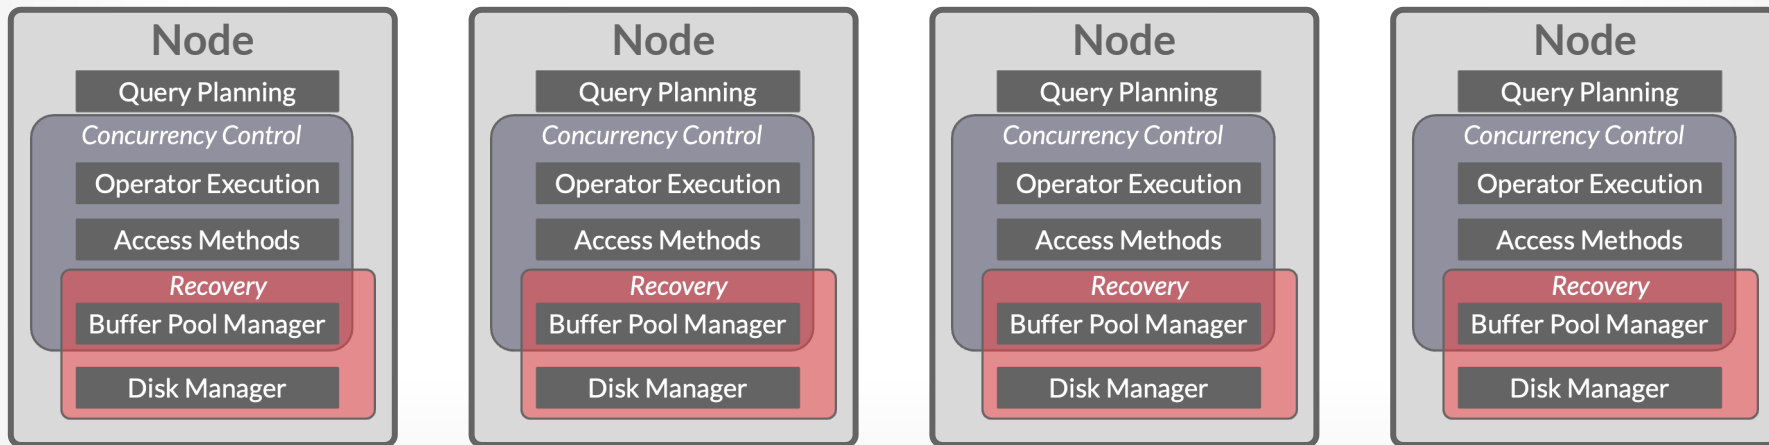 Node
Query Planning
Concurrency Control
Operator Execution
Access Methods
Recovery
Buffer Pool Manager
Disk Manager
Node
Query Planning
Concurrency Control
Operator Execution
Access Methods
Recovery
Buffer Pool Manager
Disk Manager
Node
Query Planning
Concurrency Control
Operator Execution
Access Methods
Recovery
Buffer Pool Manager
Disk Manager
Node
Query Planning
Concurrency Control
Operator Execution
Access Methods
Recovery
Buffer Pool Manager
Disk Manager